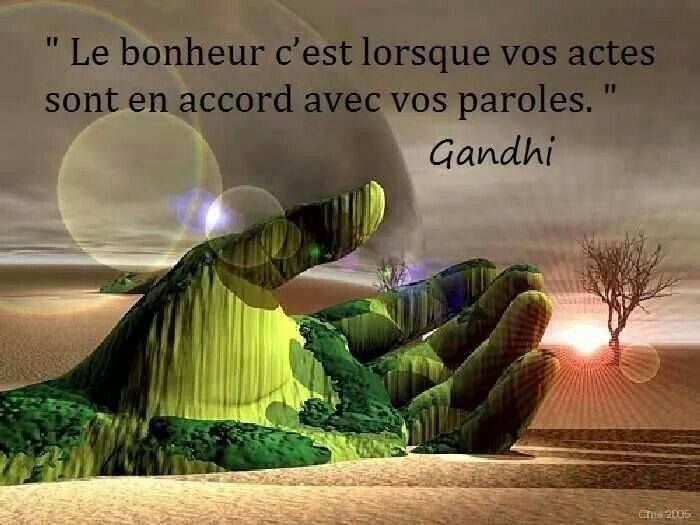 " Le bonheur c’est lorsque vos actes
sont en accord avec vos paroles. "
Gandhi